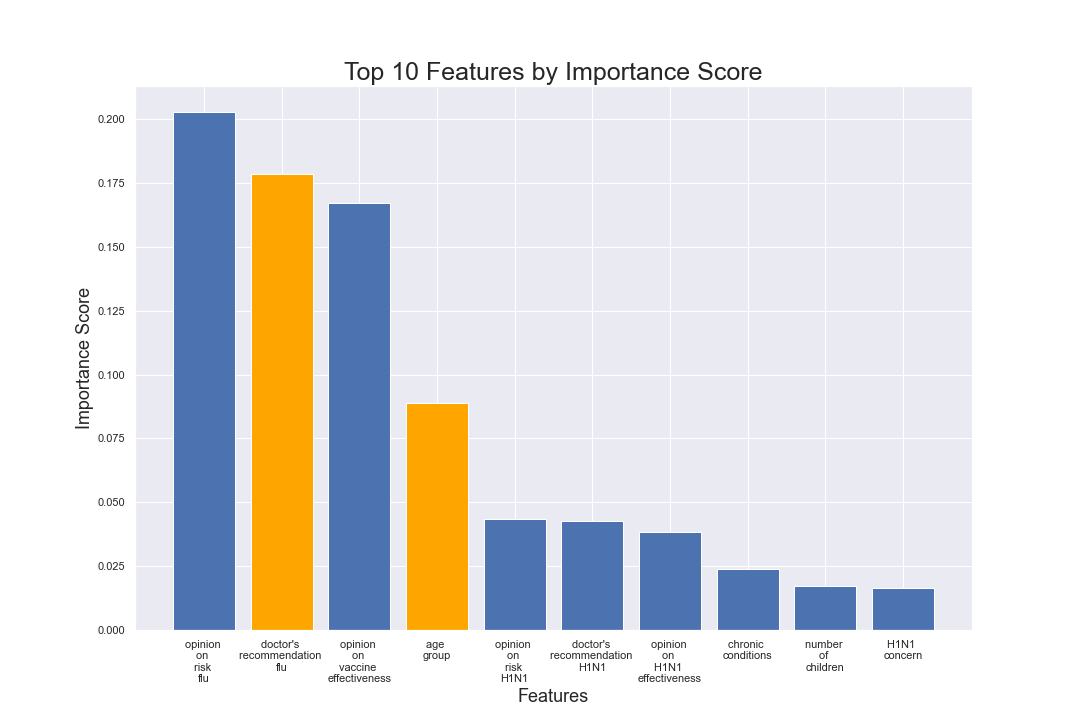 Top 10 Features by Importance Score
Importance Score
0.200
0.175
0.150
0.125
0.100
0.075
0.050
0.025
0.000
opinion
on
risk
flu
doctor's
recommendation
flu
opinion
on
vaccine
effectiveness
age
group
opinion
on
risk
H1N1
doctor's
recommendation
H1N1
opinion
on
H1N1
effectiveness
chronic
conditions
number
of
children
H1N1
concern
Features